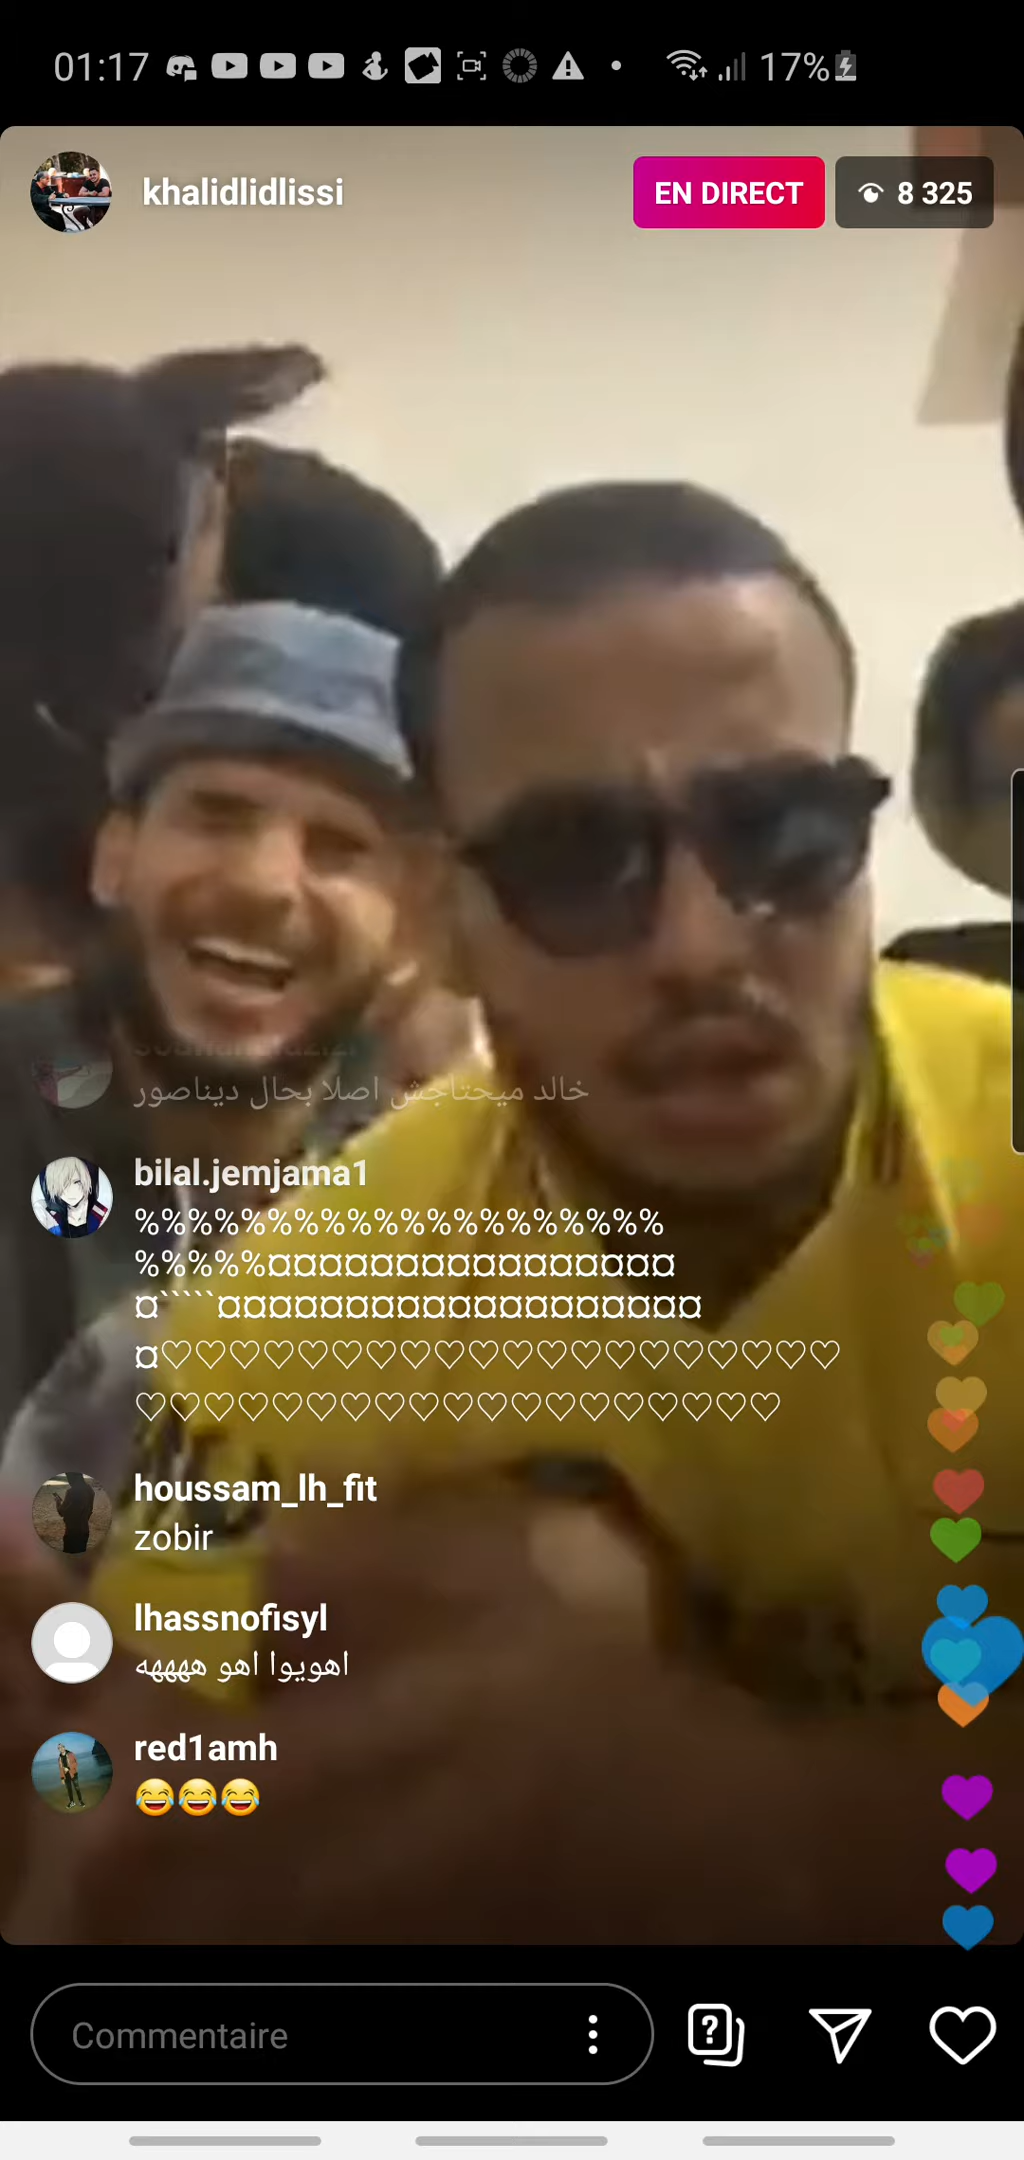 01:17
17%
khalidlidlissi
EN DIRECT
8 325
خالد ميحتاجش اصلا بحال ديناصور
bilal.jemjama1
%%%%%%%%%%%%%%%%%%%%
%%%%%¤¤¤¤¤¤¤¤¤¤¤¤¤¤¤¤
¤`````¤¤¤¤¤¤¤¤¤¤¤¤¤¤¤¤¤¤¤
¤♡♡♡♡♡♡♡♡♡♡♡♡♡♡♡♡♡♡♡♡
♡♡♡♡♡♡♡♡♡♡♡♡♡♡♡♡♡♡♡
houssam_lh_fit
zobir
lhassnofisyl
اهويوا اهو ههههه
red1amh
😂😂😂
Commentaire